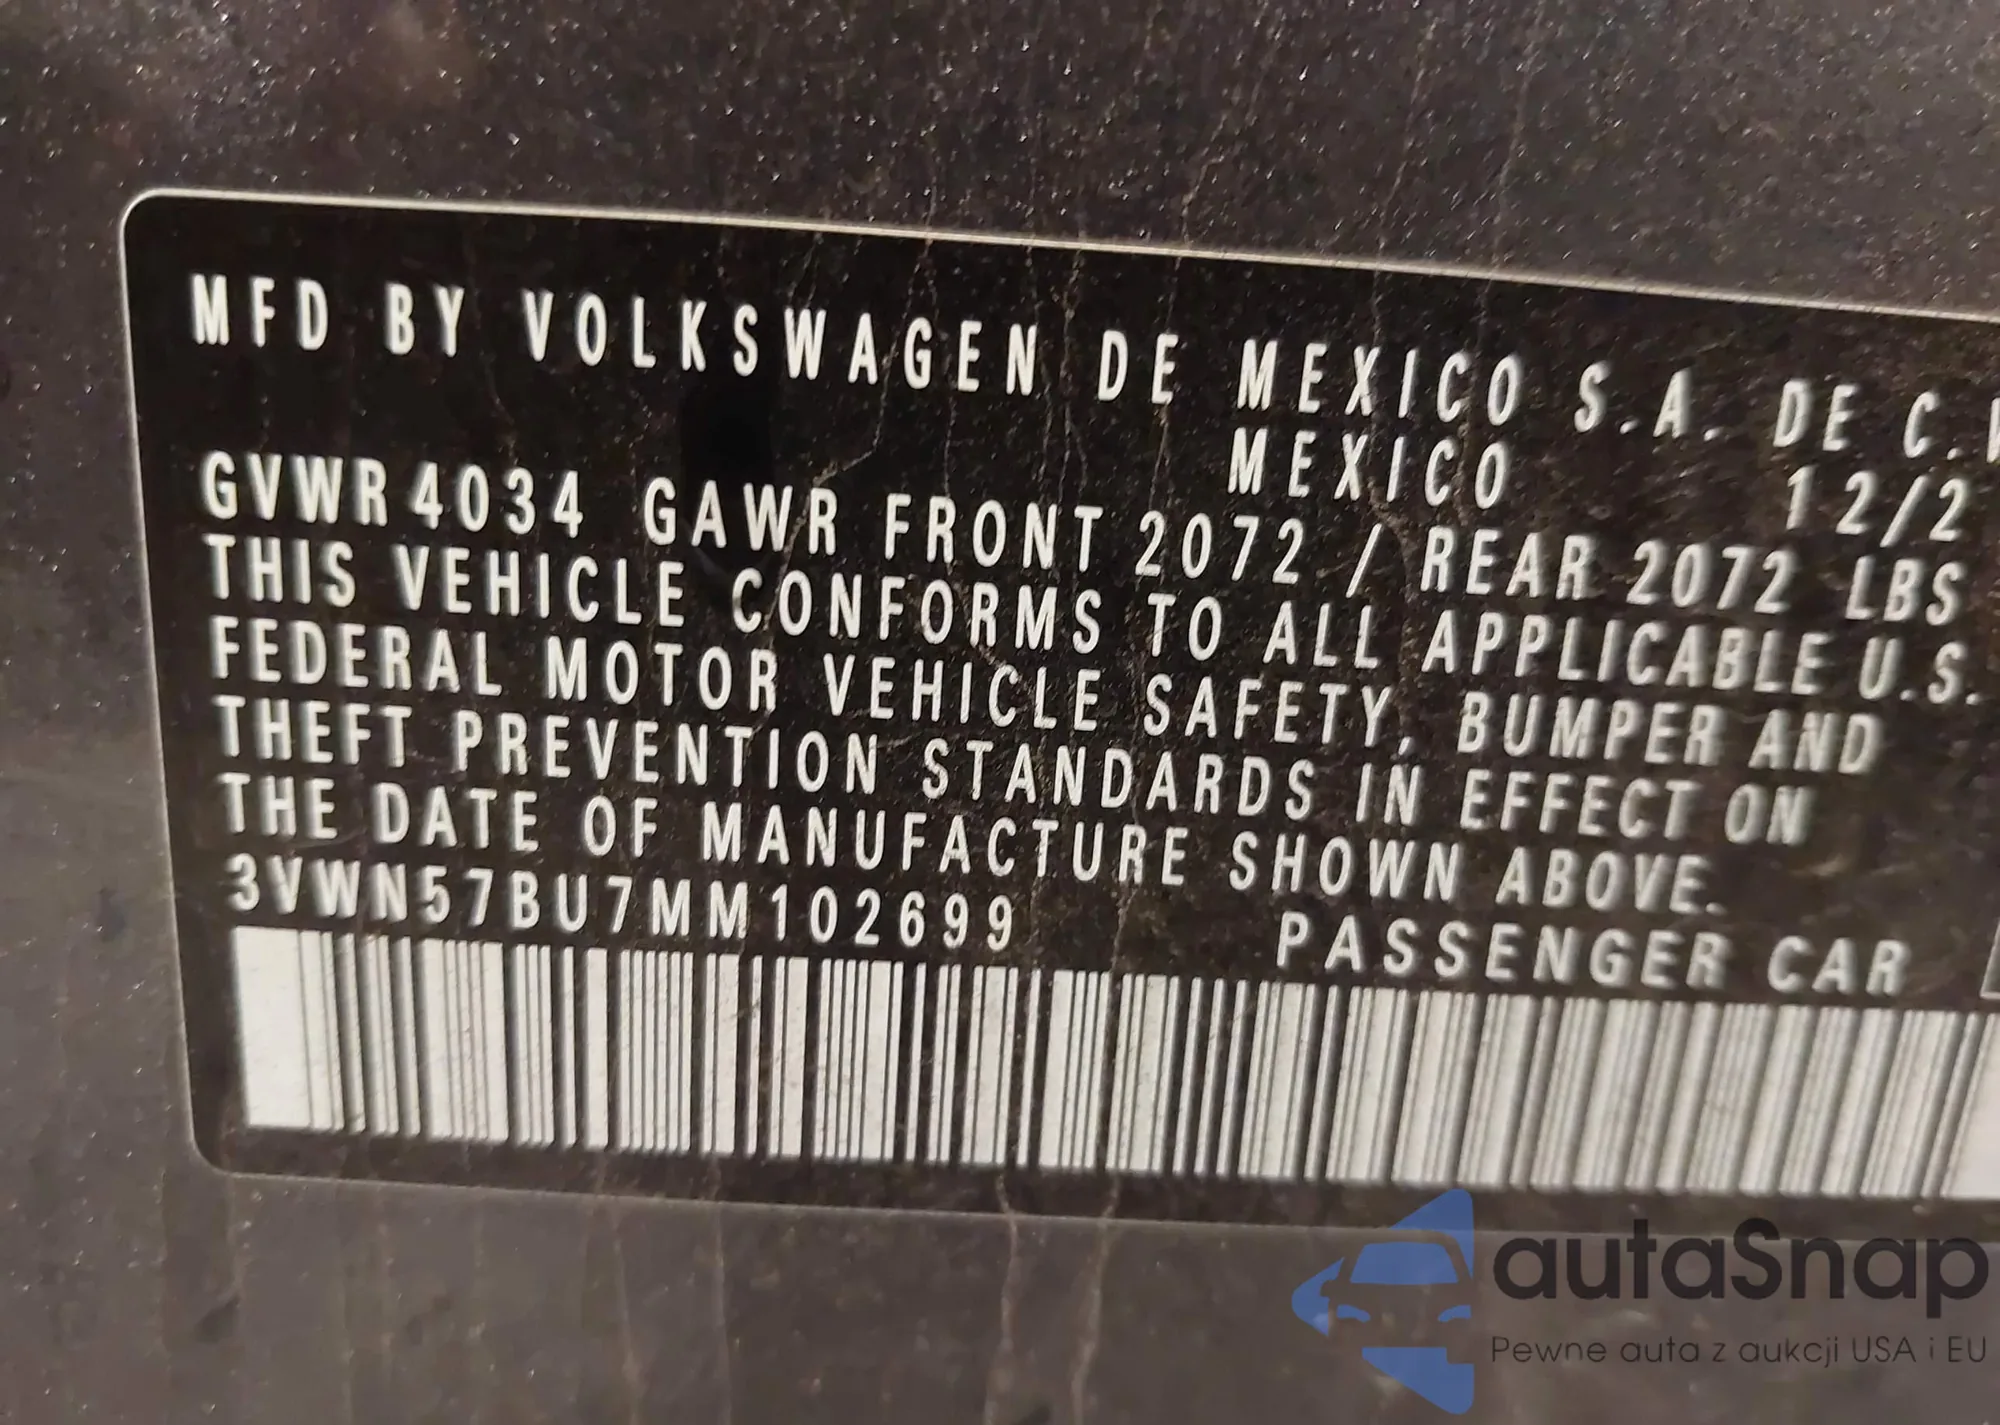 MFD BY VOLKSWAGEN DE MEXICO S.A. DE C.V
MEXICO 12/2
GVWR 4034 GAWR FRONT 2072 / REAR 2072 LBS
THIS VEHICLE CONFORMS TO ALL APPLICABLE U.S.
FEDERAL MOTOR VEHICLE SAFETY, BUMPER AND
THEFT PREVENTION STANDARDS IN EFFECT ON
THE DATE OF MANUFACTURE SHOWN ABOVE.
3VWN57BU7MM102699 PASSENGER CAR
autaSnap
Pewne auta z aukcji USA i EU